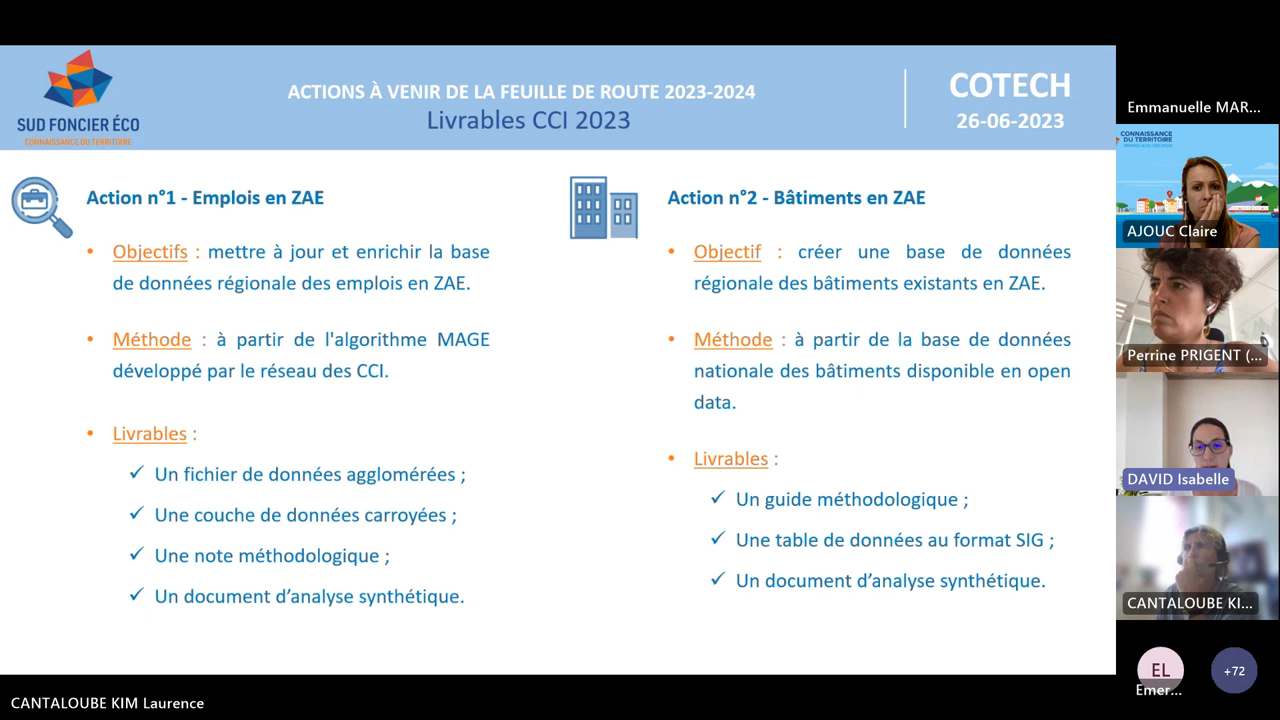 SUD FONCIER ÉCO
CONNAISSANCE DU TERRITOIRE
ACTIONS À VENIR DE LA FEUILLE DE ROUTE 2023-2024
Livrables CCI 2023
COTECH
26-06-2023
Action n°1 - Emplois en ZAE
• Objectifs : mettre à jour et enrichir la base
de données régionale des emplois en ZAE.
• Méthode : à partir de l'algorithme MAGE
développé par le réseau des CCI.
• Livrables :
✓ Un fichier de données agglomérées ;
✓ Une couche de données carroyées ;
✓ Une note méthodologique ;
✓ Un document d’analyse synthétique.
Action n°2 - Bâtiments en ZAE
• Objectif : créer une base de données
régionale des bâtiments existants en ZAE.
• Méthode : à partir de la base de données
nationale des bâtiments disponible en open
data.
• Livrables :
✓ Un guide méthodologique ;
✓ Une table de données au format SIG ;
✓ Un document d’analyse synthétique.
Emmanuelle MAR...
CONNAISSANCE
DU TERRITOIRE
AJOUC Claire
Perrine PRIGENT (...
DAVID Isabelle
CANTALOUBE KI...
EL
Emer...
+72
CANTALOUBE KIM Laurence